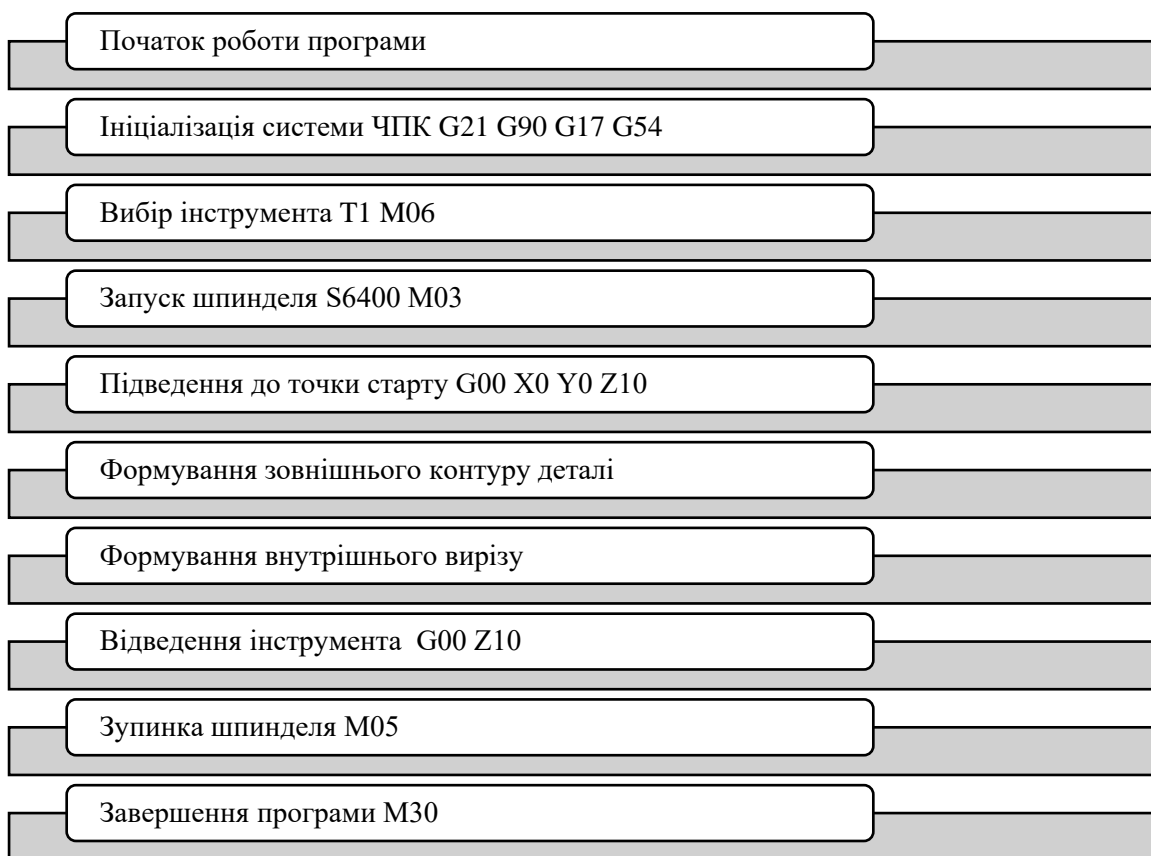 Початок роботи програми
Ініціалізація системи ЧПК G21 G90 G17 G54
Вибір інструмента T1 M06
Запуск шпинделя S6400 M03
Підведення до точки старту G00 X0 Y0 Z10
Формування зовнішнього контуру деталі
Формування внутрішнього вирізу
Відведення інструмента  G00 Z10
Зупинка шпинделя M05
Завершення програми M30